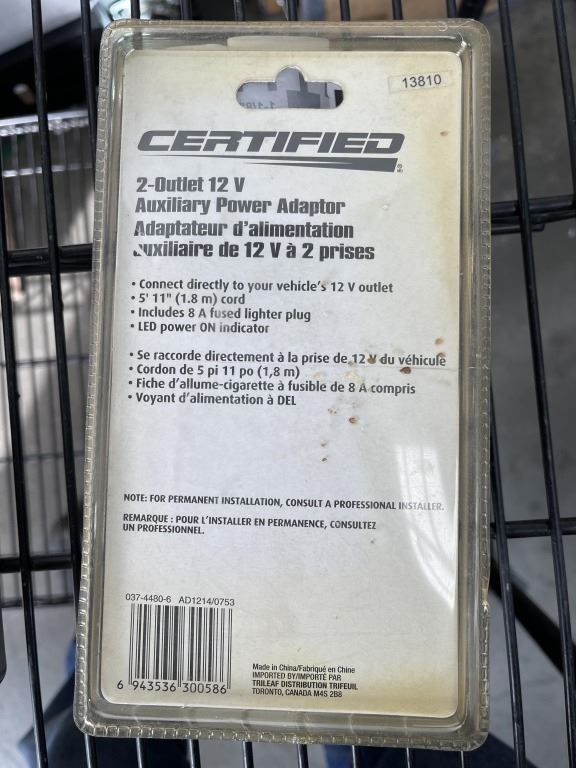 13810
CERTIFIED
2-Outlet 12 V
Auxiliary Power Adaptor
Adaptateur d'alimentation
auxiliaire de 12 V à 2 prises
• Connect directly to your vehicle's 12 V outlet
• 5' 11" (1.8 m) cord
• Includes 8 A fused lighter plug
• LED power ON indicator
• Se raccorde directement à la prise de 12 V du véhicule
• Cordon de 5 pi 11 po (1,8 m)
• Fiche d'allume-cigarette à fusible de 8 A compris
• Voyant d'alimentation à DEL
NOTE: FOR PERMANENT INSTALLATION, CONSULT A PROFESSIONAL INSTALLER.
REMARQUE : POUR L'INSTALLER EN PERMANENCE, CONSULTEZ
UN PROFESSIONNEL.
037-4480-6 AD1214/0753
6 943536 300586
Made in China/Fabriqué en Chine
IMPORTED BY/IMPORTÉ PAR
TRILEAF DISTRIBUTION TRIFEUIL
TORONTO, CANADA M4S 2B8